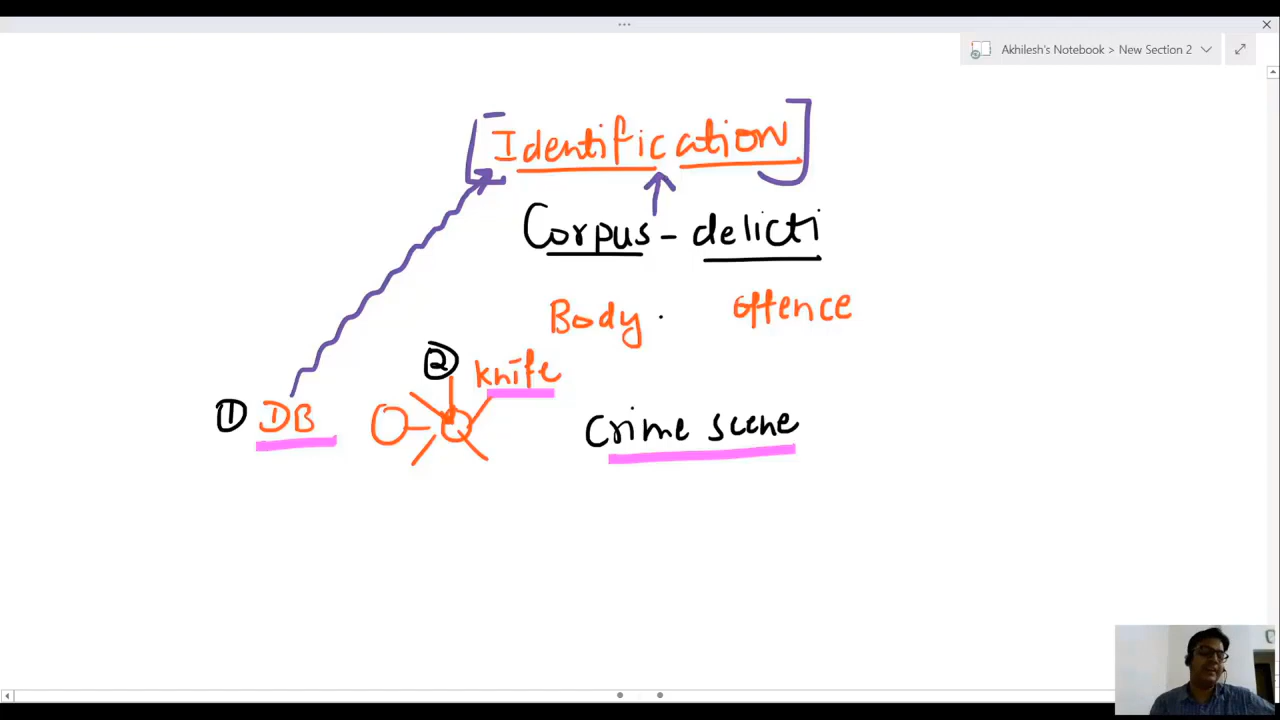 Akhilesh's Notebook > New Section 2
Identification
Corpus - delicti
Body offence
② knife
① DB
Crime scene